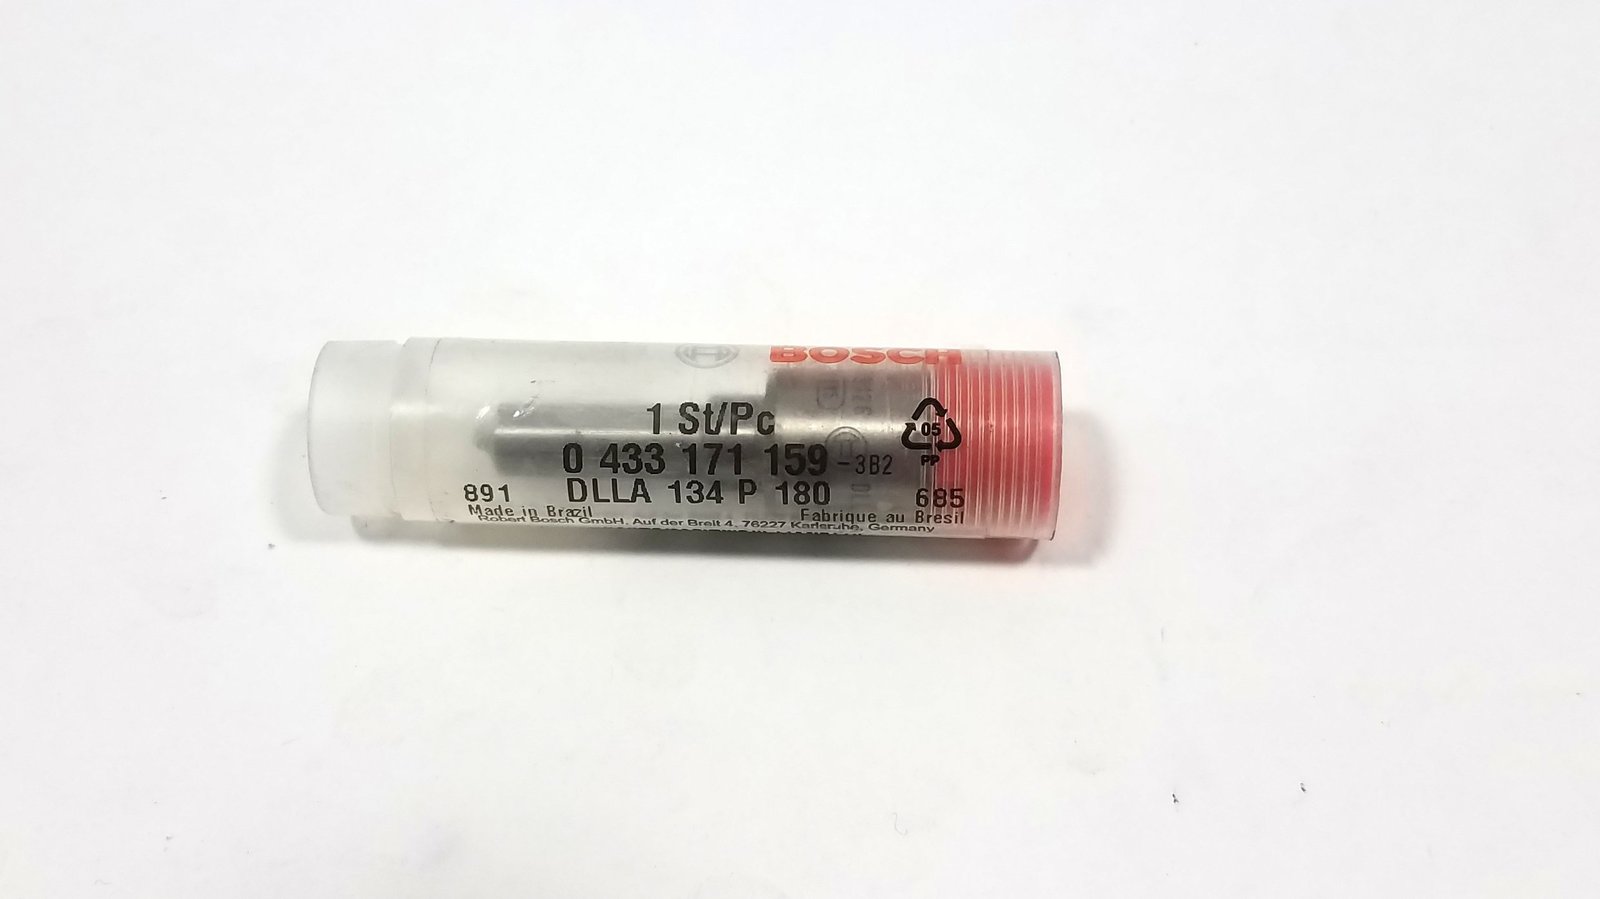 BOSCH
1 St/Pc
05
PP
0 433 171 159 -3B2
891 DLLA 134 P 180 685
Made in Brazil Fabrique au Bresil
Robert Bosch GmbH, Auf der Breit 4, 76227 Karlsruhe, Germany